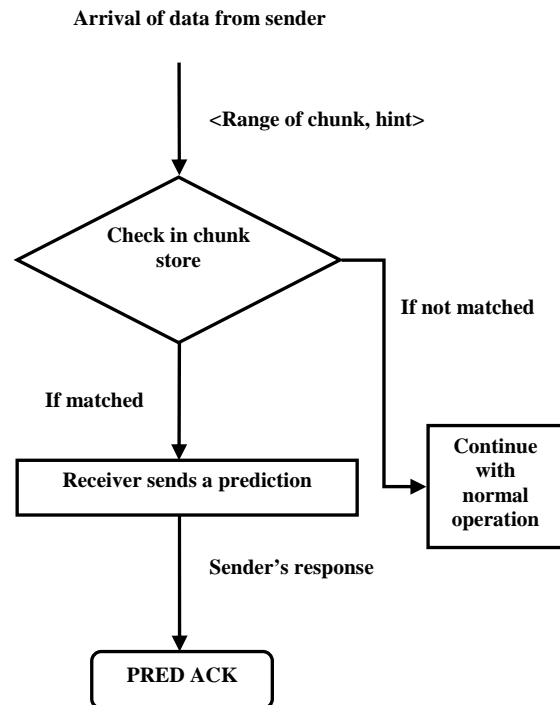 Arrival of data from sender
<Range of chunk, hint>
Check in chunk
store
If not matched
If matched
Continue
with
normal
operation
Receiver sends a prediction
Sender’s response
PRED ACK